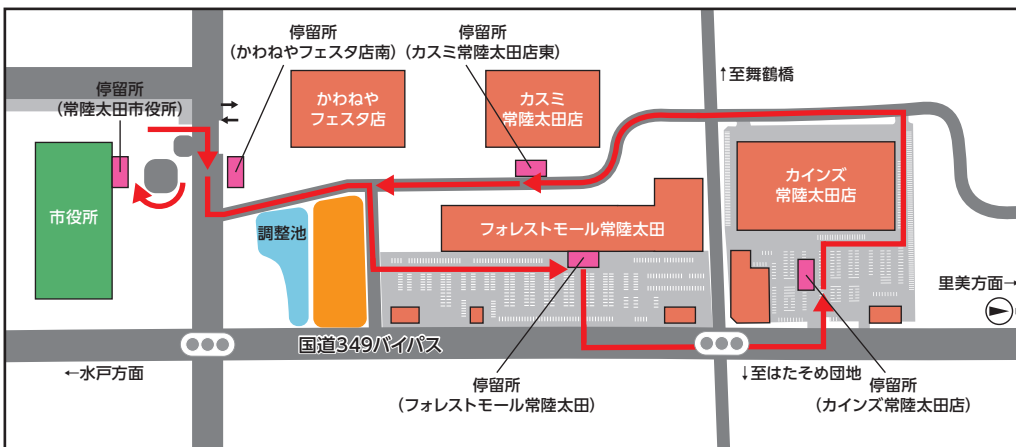 停留所
（かわねやフェスタ店南）
停留所
（カスミ常陸太田店東）
↑至舞鶴橋
停留所
（常陸太田市役所）
かわねや
フェスタ店
カスミ
常陸太田店
カインズ
常陸太田店
市役所
調整池
フォレストモール常陸太田
里美方面→
国道349バイパス
←水戸方面
↓至はたそめ団地
停留所
（フォレストモール常陸太田）
停留所
（カインズ常陸太田店）